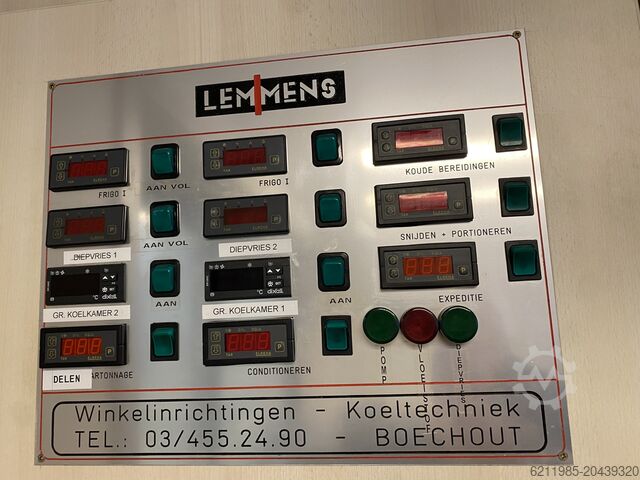 LEMMENS
FRIGO I
AAN VOL
FRIGO I
KOUDE BEREIDINGEN
DIEPVRIES 1
AAN VOL
DIEPVRIES 2
SNIJDEN + PORTIONEREN
GR. KOELKAMER 2
AAN
GR. KOELKAMER 1
AAN
EXPEDITIE
DELEN
ARTONNAGE
CONDITIONEREN
POMP
VLOEISTOF
DIEPVRIES
Winkelinrichtingen - Koeltechniek
TEL.: 03/455.24.90 - BOECHOUT
6211985-20439320